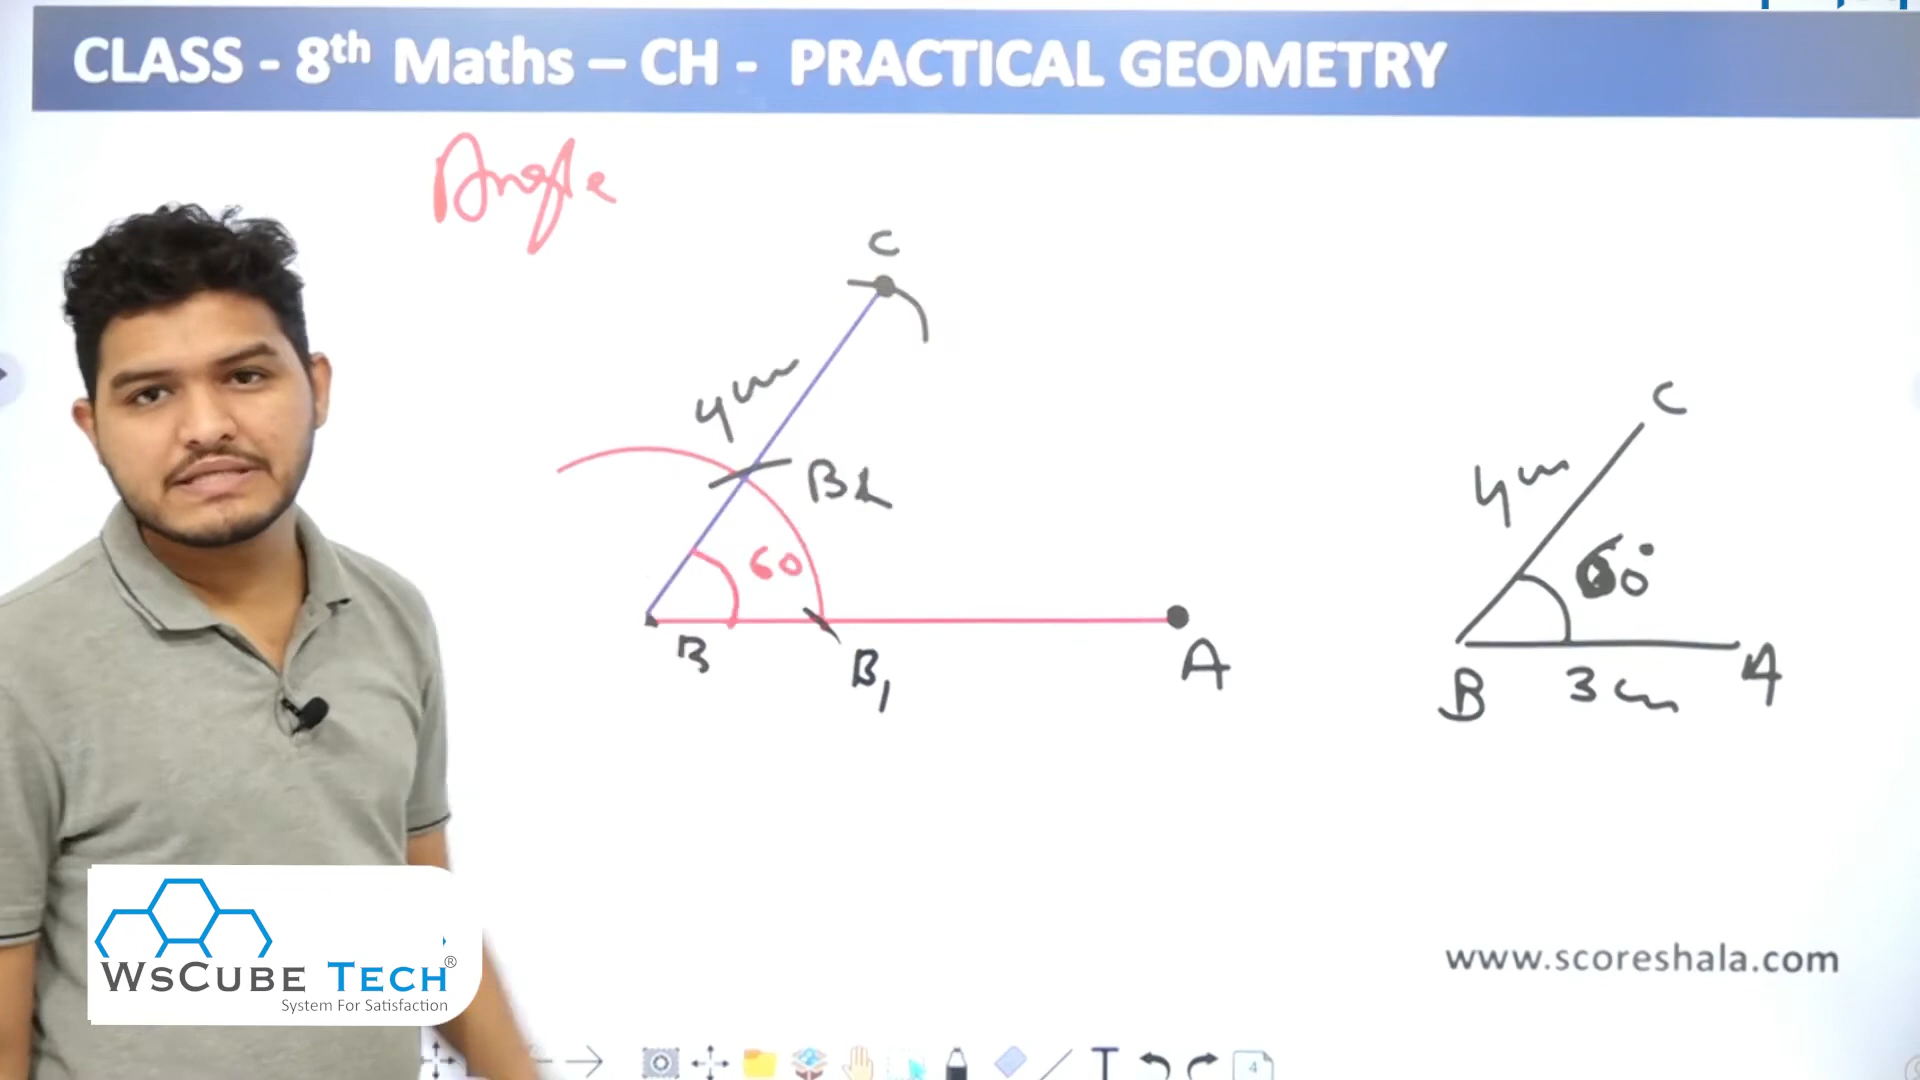 CLASS - 8th Maths – CH - PRACTICAL GEOMETRY
Angle
C
4cm
B2
60
B
B1
A
C
4cm
60°
B
3cm
A
www.scoreshala.com
WSCUBE TECH®
System For Satisfaction
T
4